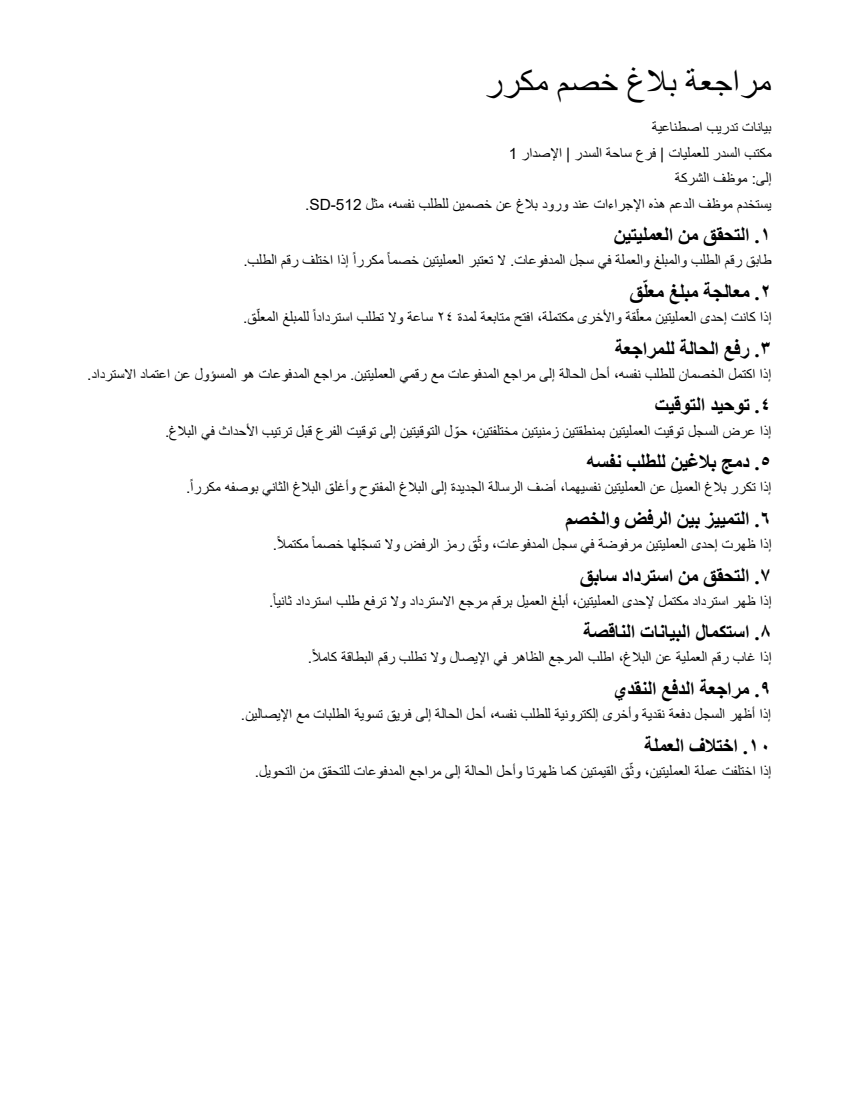 مراجعة بلاغ خصم مكرر
بيانات تدريب اصطناعية
مكتب السدر للعمليات | فرع ساحة السدر | الإصدار 1
إلى: موظف الشركة
يستخدم موظف الدعم هذه الإجراءات عند ورود بلاغ عن خصمين للطلب نفسه، مثل SD-512.
١. التحقق من العمليتين
طابق رقم الطلب والمبلغ والعملة في سجل المدفوعات. لا تعتبر العمليتين خصماً مكرراً إذا اختلف رقم الطلب.
٢. معالجة مبلغ معلّق
إذا كانت إحدى العمليتين معلّقة والأخرى مكتملة، افتح متابعة لمدة ٢٤ ساعة ولا تطلب استرداداً للمبلغ المعلّق.
٣. رفع الحالة للمراجعة
إذا اكتمل الخصمان للطلب نفسه، أحل الحالة إلى مراجع المدفوعات مع رقمي العمليتين. مراجع المدفوعات هو المسؤول عن اعتماد الاسترداد.
٤. توحيد التوقيت
إذا عرض السجل توقيت العمليتين بمنطقتين زمنيتين مختلفتين، حوّل التوقيتين إلى توقيت الفرع قبل ترتيب الأحداث في البلاغ.
٥. دمج بلاغين للطلب نفسه
إذا تكرر بلاغ العميل عن العمليتين نفسيهما، أضف الرسالة الجديدة إلى البلاغ المفتوح وأغلق البلاغ الثاني بوصفه مكرراً.
٦. التمييز بين الرفض والخصم
إذا ظهرت إحدى العمليتين مرفوضة في سجل المدفوعات، وثّق رمز الرفض ولا تسجّلها خصماً مكتملاً.
٧. التحقق من استرداد سابق
إذا ظهر استرداد مكتمل لإحدى العمليتين، أبلغ العميل برقم مرجع الاسترداد ولا ترفع طلب استرداد ثانياً.
٨. استكمال البيانات الناقصة
إذا غاب رقم العملية عن البلاغ، اطلب المرجع الظاهر في الإيصال ولا تطلب رقم البطاقة كاملاً.
٩. مراجعة الدفع النقدي
إذا أظهر السجل دفعة نقدية وأخرى إلكترونية للطلب نفسه، أحل الحالة إلى فريق تسوية الطلبات مع الإيصالين.
١٠. اختلاف العملة
إذا اختلفت عملة العمليتين، وثّق القيمتين كما ظهرتا وأحل الحالة إلى مراجع المدفوعات للتحقق من التحويل.